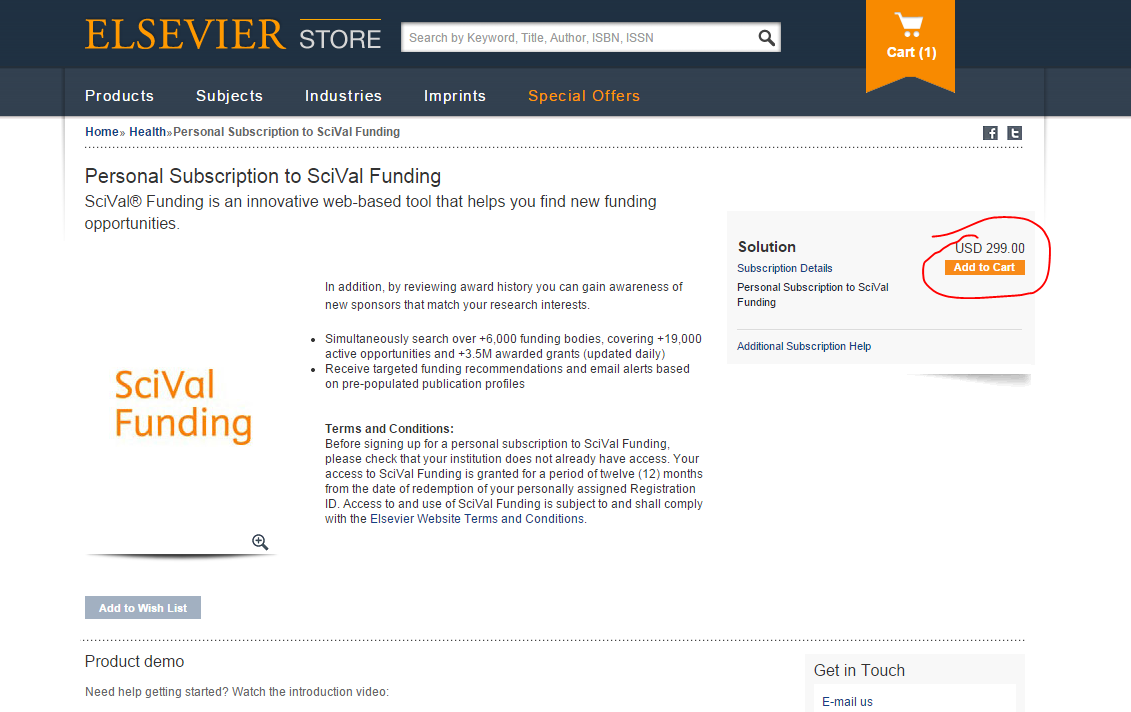 ELSEVIER STORE
Search by Keyword, Title, Author, ISBN, ISSN
Cart (1)
Products Subjects Industries Imprints Special Offers
Home» Health»Personal Subscription to SciVal Funding
f t
Personal Subscription to SciVal Funding
SciVal® Funding is an innovative web-based tool that helps you find new funding
opportunities.
Solution
USD 299.00
Subscription Details
Add to Cart
Personal Subscription to SciVal
Funding
Additional Subscription Help
In addition, by reviewing award history you can gain awareness of
new sponsors that match your research interests.
• Simultaneously search over +6,000 funding bodies, covering +19,000
active opportunities and +3.5M awarded grants (updated daily)
• Receive targeted funding recommendations and email alerts based
on pre-populated publication profiles
SciVal
Funding
Terms and Conditions:
Before signing up for a personal subscription to SciVal Funding,
please check that your institution does not already have access. Your
access to SciVal Funding is granted for a period of twelve (12) months
from the date of redemption of your personally assigned Registration
ID. Access to and use of SciVal Funding is subject to and shall comply
with the Elsevier Website Terms and Conditions.
Add to Wish List
Product demo
Need help getting started? Watch the introduction video:
Get in Touch
E-mail us